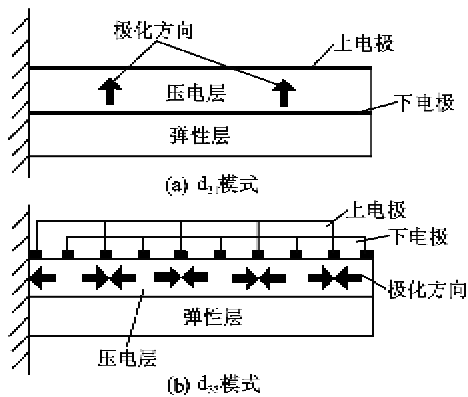 极化方向
上电极
压电层
下电极
弹性层
(a) d₃₁模式
上电极
下电极
极化方向
弹性层
压电层
(b) d₃₃模式